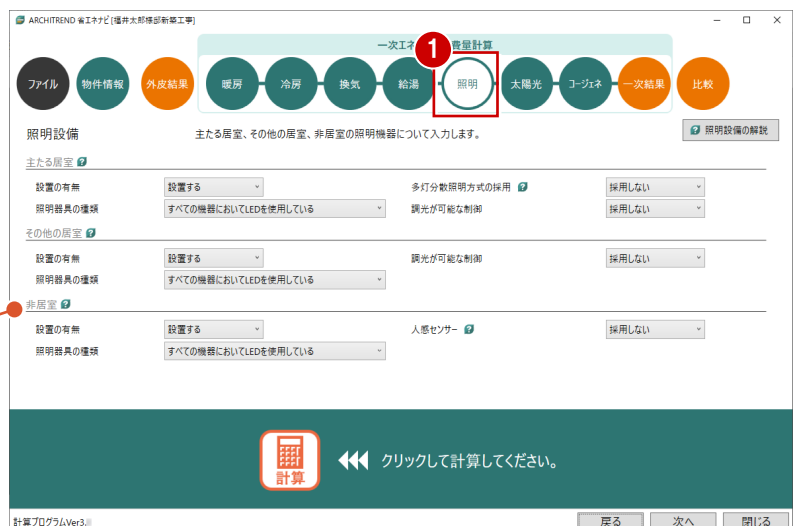 ARCHITREND 省エネナビ [福井太郎様邸新築工事]
一次エネ 費量計算
1
ファイル 物件情報 外皮結果 暖房 冷房 換気 給湯 照明 太陽光 コージェネ 一次結果 比較
照明設備 主たる居室、その他の居室、非居室の照明機器について入力します。 ? 照明設備の解説
主たる居室 ?
設置の有無 設置する 多灯分散照明方式の採用 ? 採用しない
照明器具の種類 すべての機器においてLEDを使用している 調光が可能な制御 採用しない
その他の居室 ?
設置の有無 設置する 調光が可能な制御 採用しない
照明器具の種類 すべての機器においてLEDを使用している
非居室 ?
設置の有無 設置する 人感センサー ? 採用しない
照明器具の種類 すべての機器においてLEDを使用している
計算 クリックして計算してください。
計算プログラムVer3. 戻る 次へ 閉じる